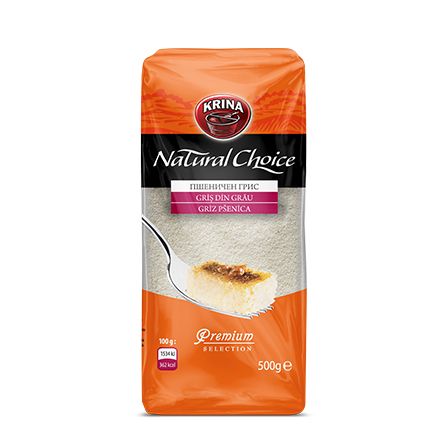 KRINA
Natural Choice
ПШЕНИЧЕН ГРИС
GRIŞ DIN GRÂU
GRIZ PŠENICA
Premium
SELECTION
100g:
1534 kJ
362 kcal
500g e